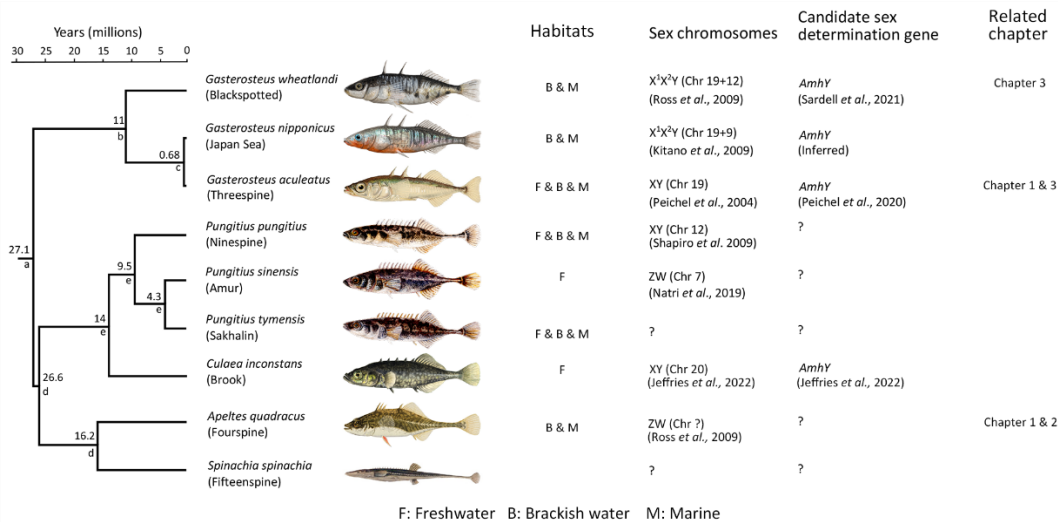 Years (millions)
30 25 20 15 10 5 0
Habitats
Sex chromosomes
Candidate sex
determination gene
Related
chapter
Gasterosteus wheatlandi
(Blackspotted)
B & M
X¹X²Y (Chr 19+12)
(Ross et al., 2009)
AmhY
(Sardell et al., 2021)
Chapter 3
11
b
Gasterosteus nipponicus
(Japan Sea)
B & M
X¹X²Y (Chr 19+9)
(Kitano et al., 2009)
AmhY
(Inferred)
0.68
c
Gasterosteus aculeatus
(Threespine)
F & B & M
XY (Chr 19)
(Peichel et al., 2004)
AmhY
(Peichel et al., 2020)
Chapter 1 & 3
27.1
a
Pungitius pungitius
(Ninespine)
F & B & M
XY (Chr 12)
(Shapiro et al. 2009)
?
9.5
e
Pungitius sinensis
(Amur)
F
ZW (Chr 7)
(Natri et al., 2019)
?
4.3
e
Pungitius tymensis
(Sakhalin)
F & B & M
?
?
14
e
Culaea inconstans
(Brook)
F
XY (Chr 20)
(Jeffries et al., 2022)
AmhY
(Jeffries et al., 2022)
26.6
d
Apeltes quadracus
(Fourspine)
B & M
ZW (Chr ?)
(Ross et al., 2009)
?
Chapter 1 & 2
16.2
d
Spinachia spinachia
(Fifteenspine)
?
?
F: Freshwater B: Brackish water M: Marine